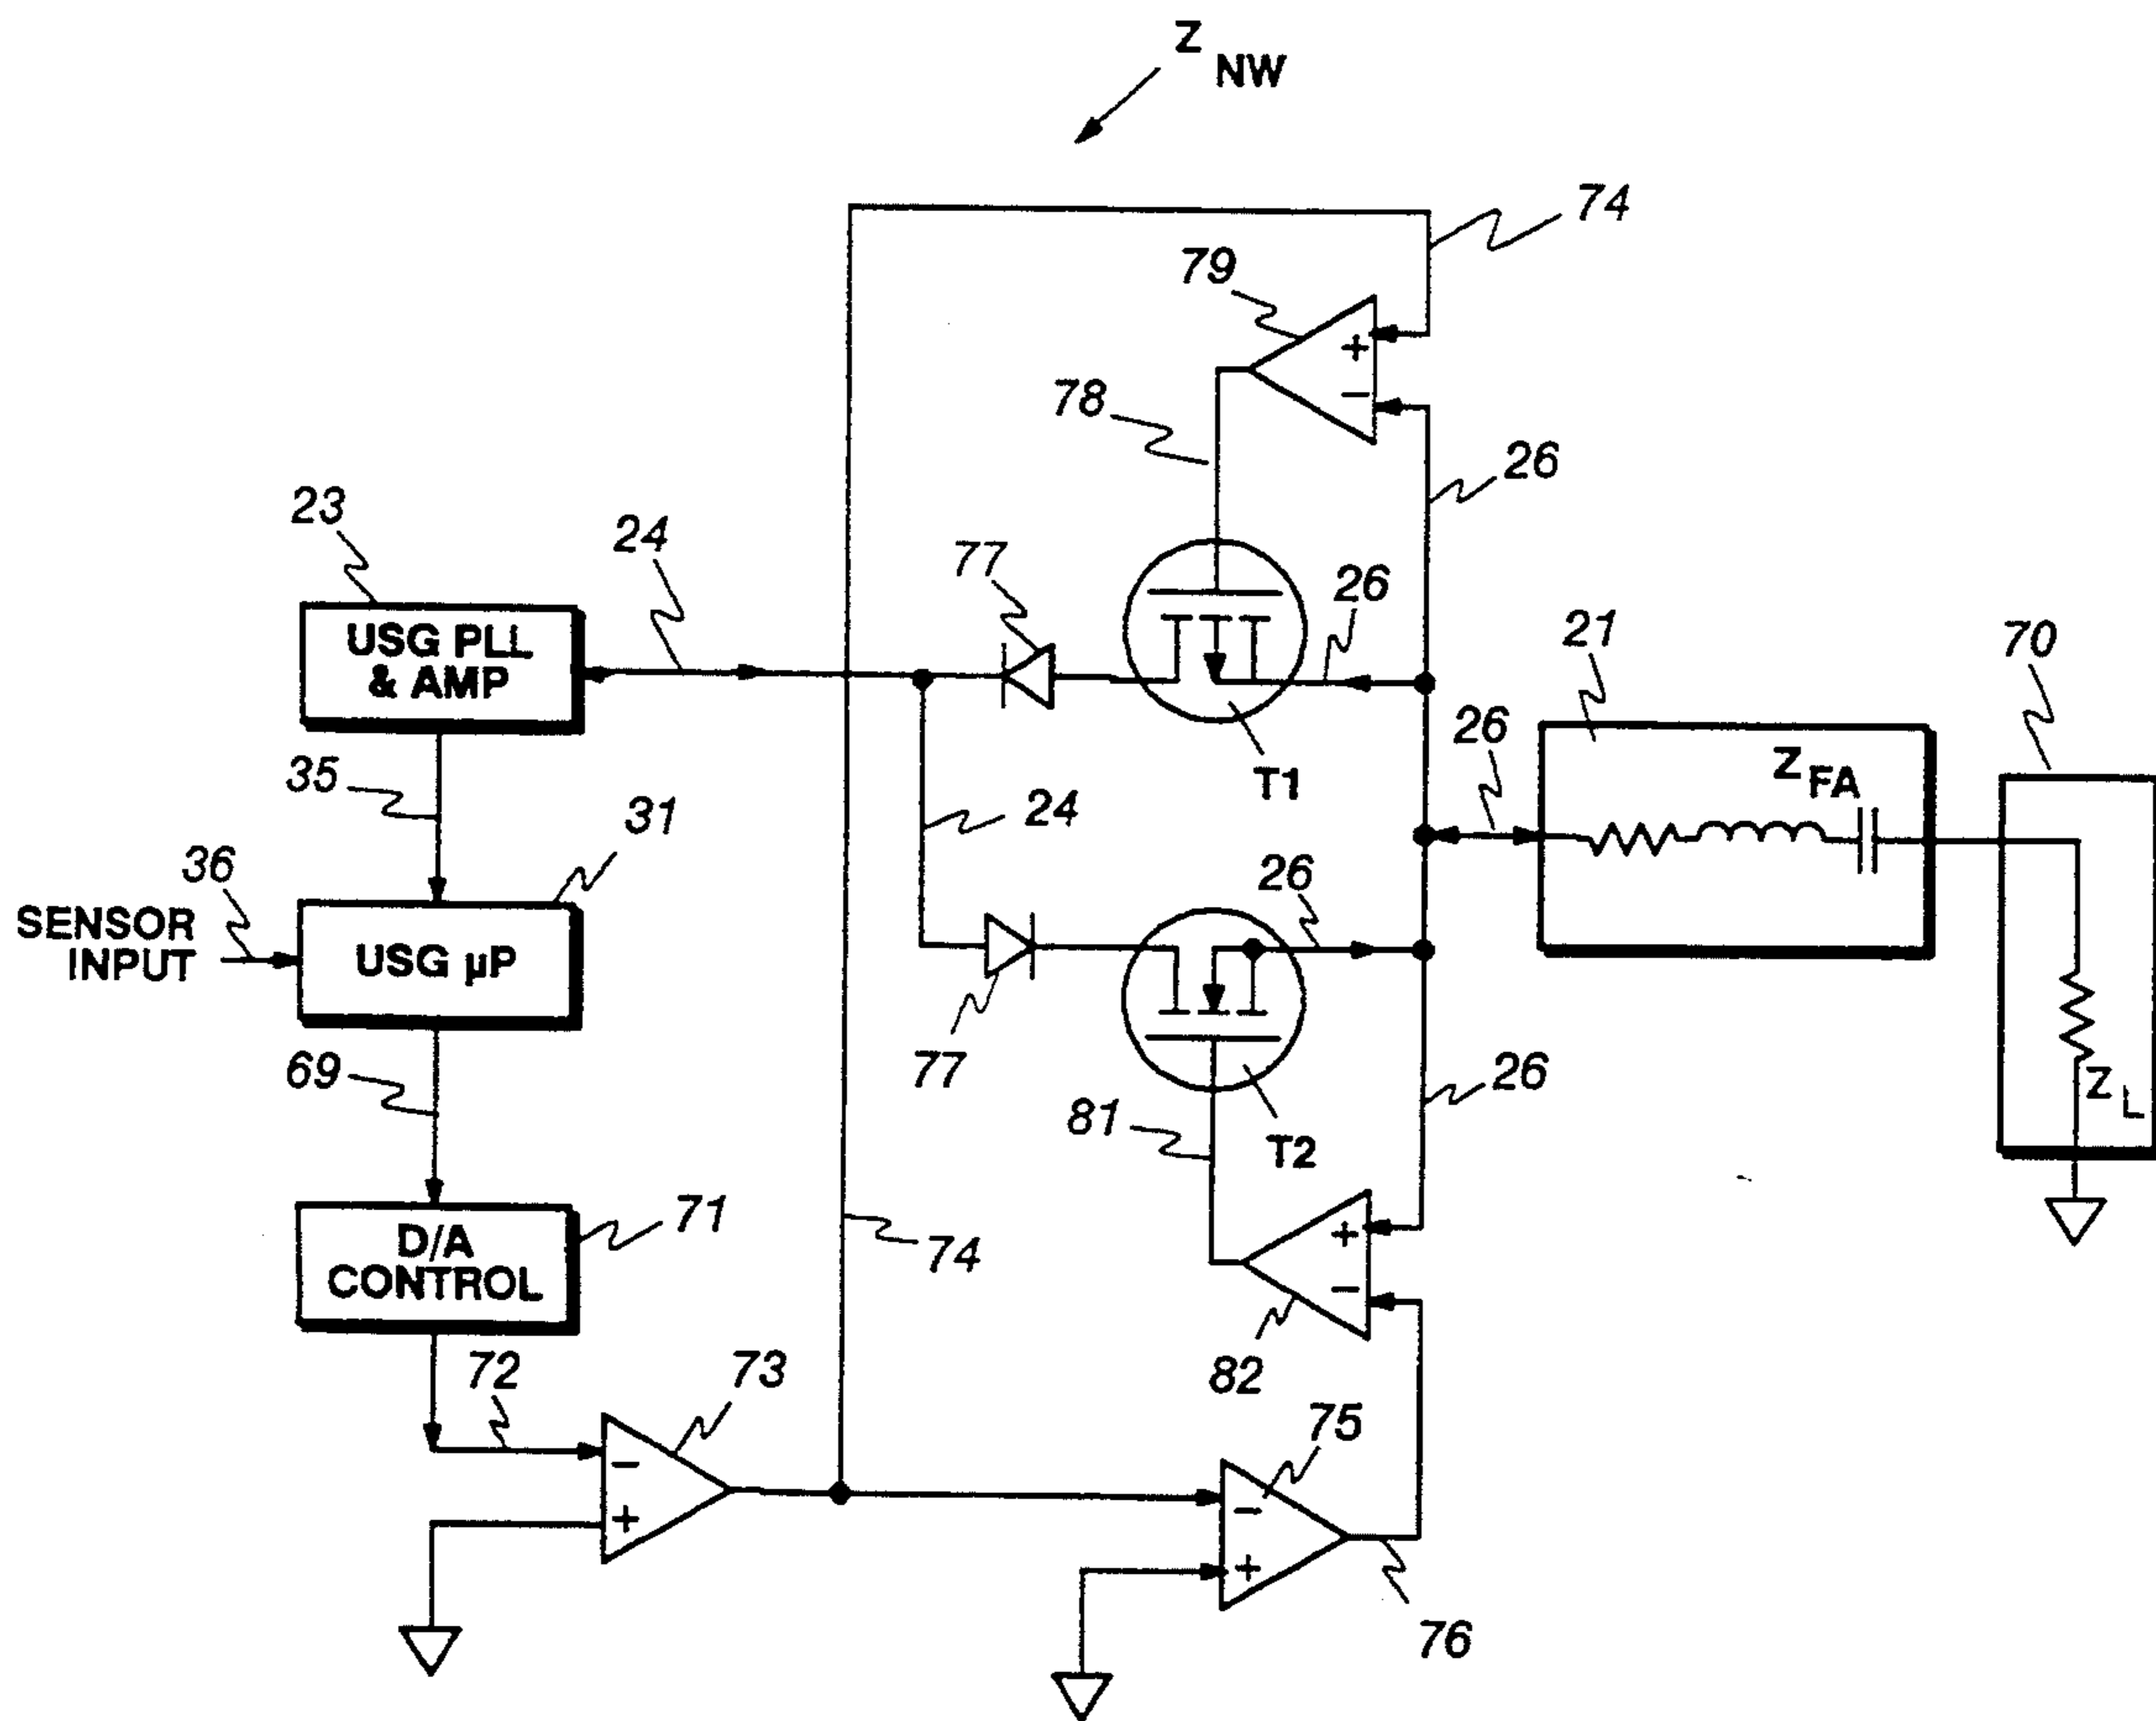 Z NW
74
79
78
26
23
24
77
26
21
70
USG PLL
& AMP
Z FA
26
35
T1
31
24
36
26
SENSOR
INPUT
USG µP
77
26
69
81
T2
Z L
71
D/A
CONTROL
74
72
73
82
75
76
+
−
+
−
−
+
−
+